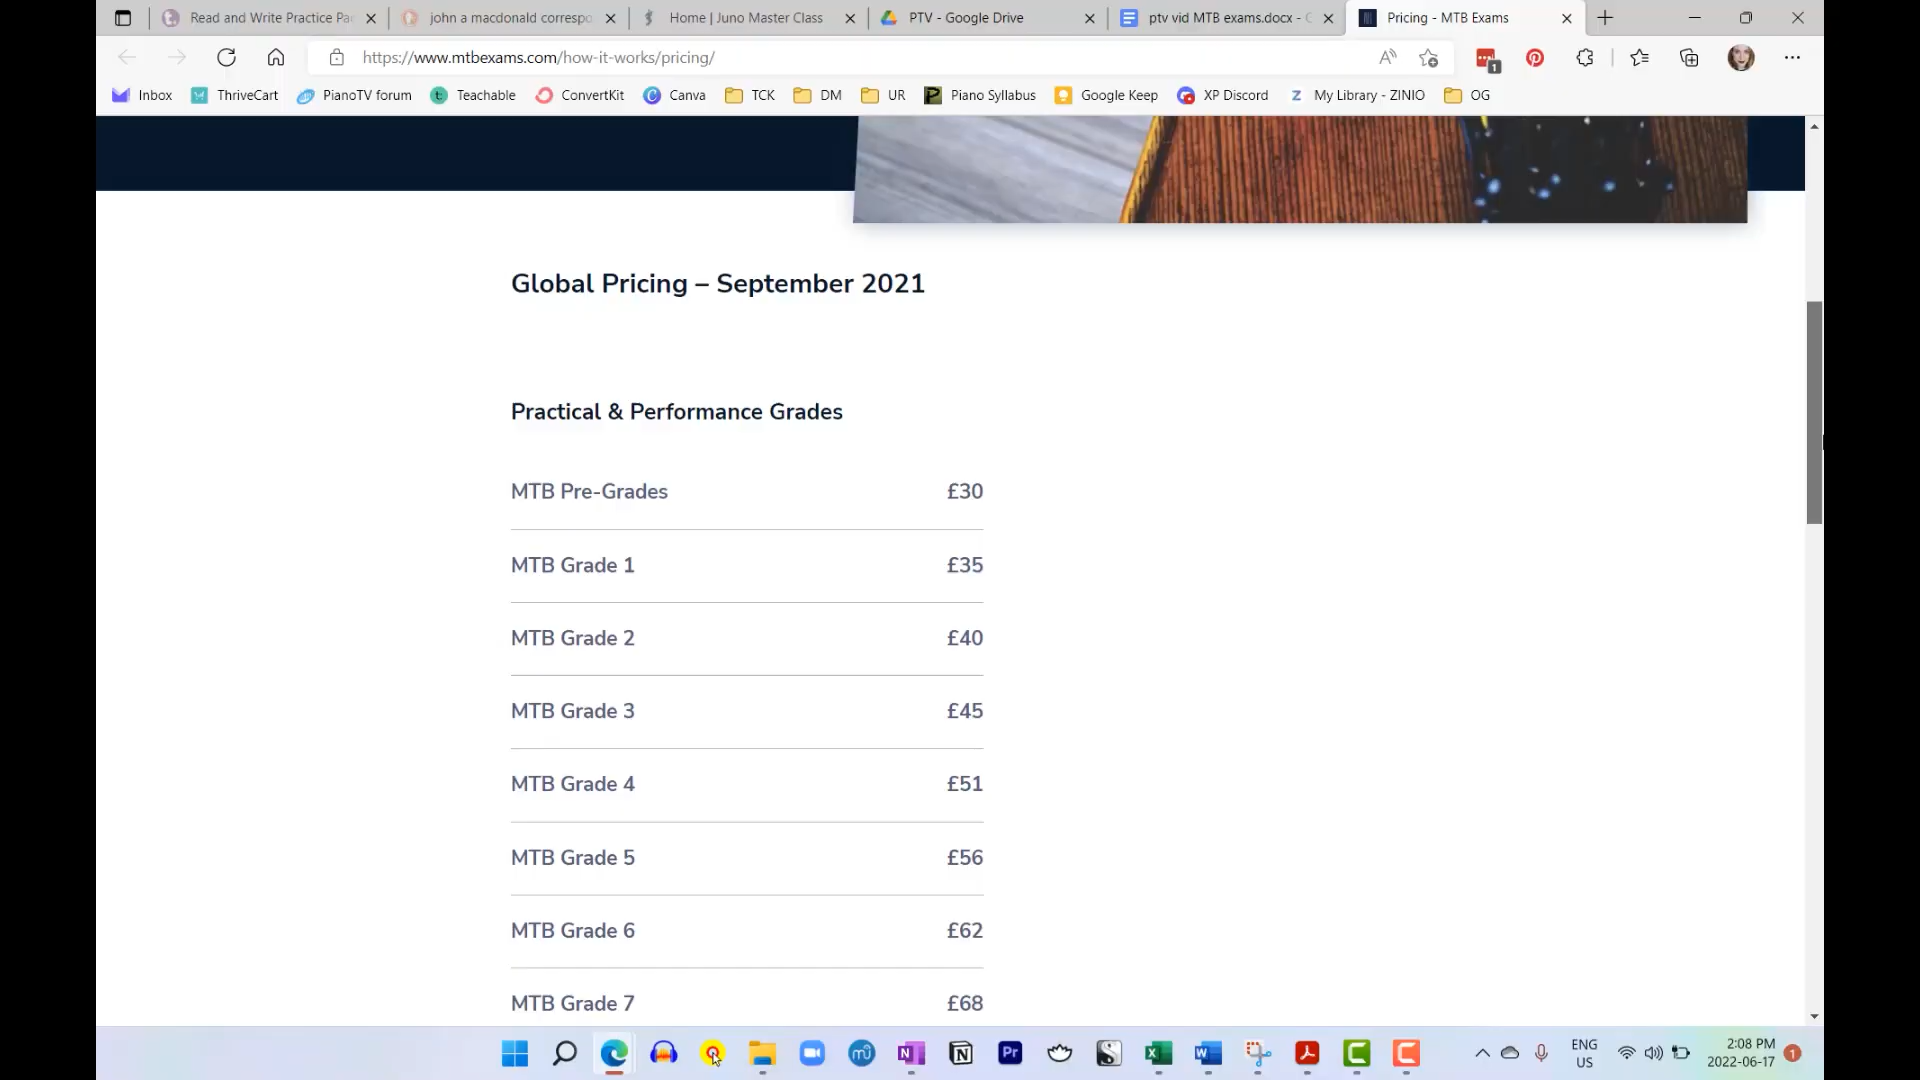 Read and Write Practice Pa
john a macdonald correspo
Home | Juno Master Class
PTV - Google Drive
ptv vid MTB exams.docx - G
Pricing - MTB Exams
https://www.mtbexams.com/how-it-works/pricing/
1
Inbox
ThriveCart
PianoTV forum
Teachable
ConvertKit
Canva
TCK
DM
UR
Piano Syllabus
Google Keep
XP Discord
My Library - ZINIO
OG
Global Pricing – September 2021
Practical & Performance Grades
MTB Pre-Grades £30
MTB Grade 1 £35
MTB Grade 2 £40
MTB Grade 3 £45
MTB Grade 4 £51
MTB Grade 5 £56
MTB Grade 6 £62
MTB Grade 7 £68
ENG
US
2:08 PM
2022-06-17
1